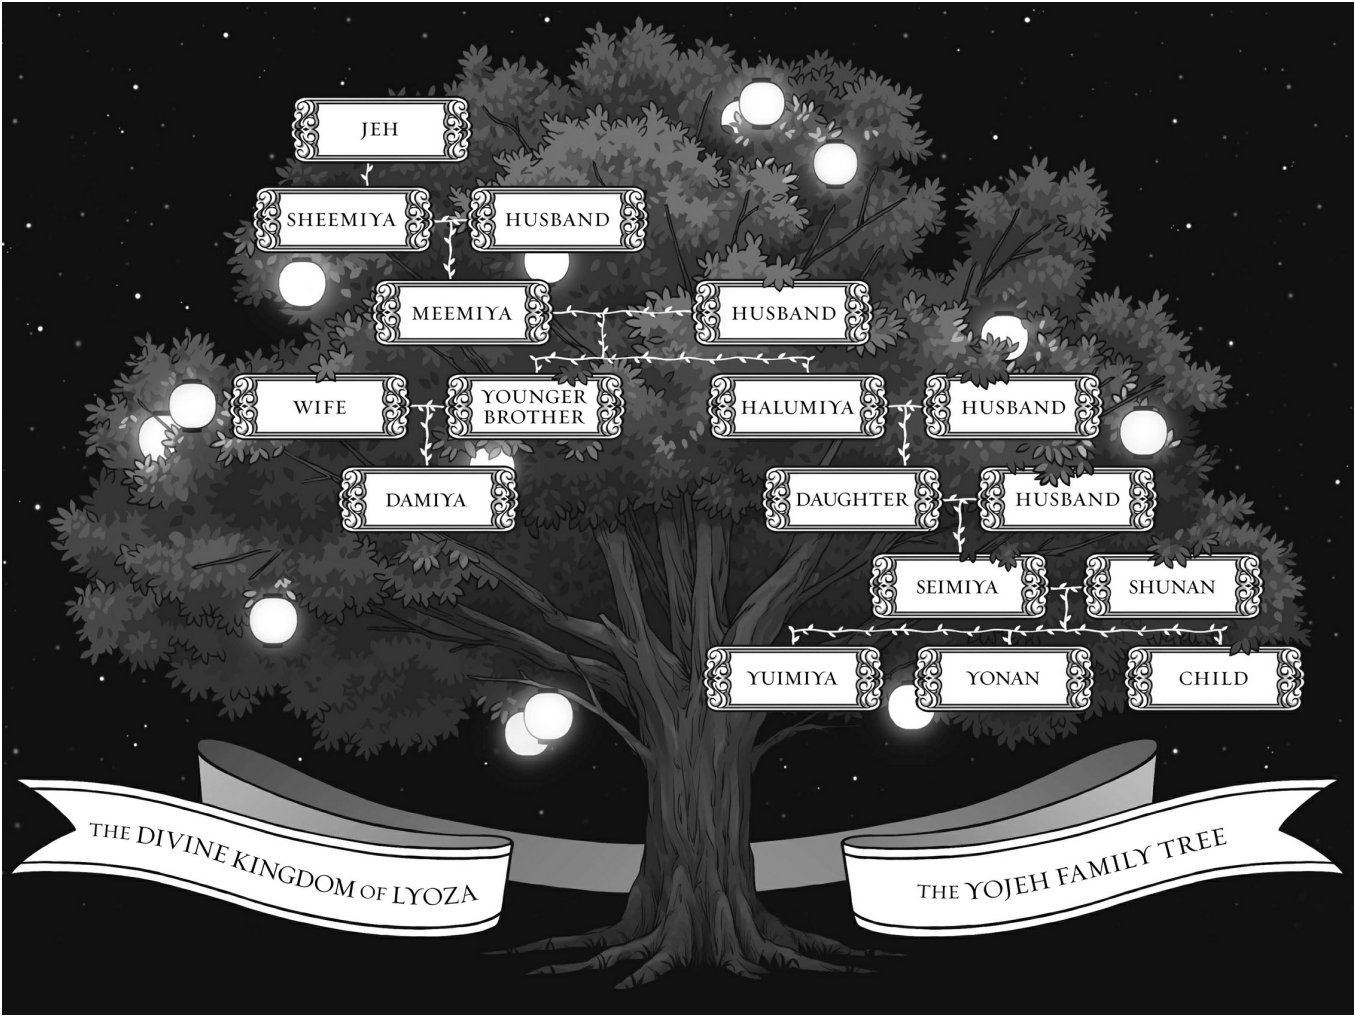 JEH
SHEEMIYA
HUSBAND
MEEMIYA
HUSBAND
WIFE
YOUNGER
BROTHER
HALUMIYA
HUSBAND
DAMIYA
DAUGHTER
HUSBAND
SEIMIYA
SHUNAN
YUIMIYA
YONAN
CHILD
THE DIVINE KINGDOM OF LYOZA
THE YOJEH FAMILY TREE